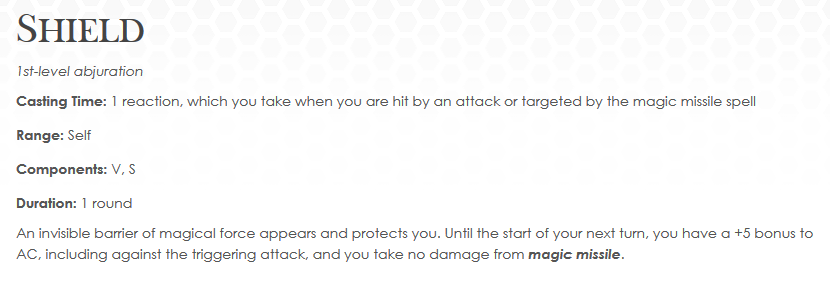 SHIELD
1st-level abjuration
Casting Time: 1 reaction, which you take when you are hit by an attack or targeted by the magic missile spell
Range: Self
Components: V, S
Duration: 1 round
An invisible barrier of magical force appears and protects you. Until the start of your next turn, you have a +5 bonus to
AC, including against the triggering attack, and you take no damage from magic missile.